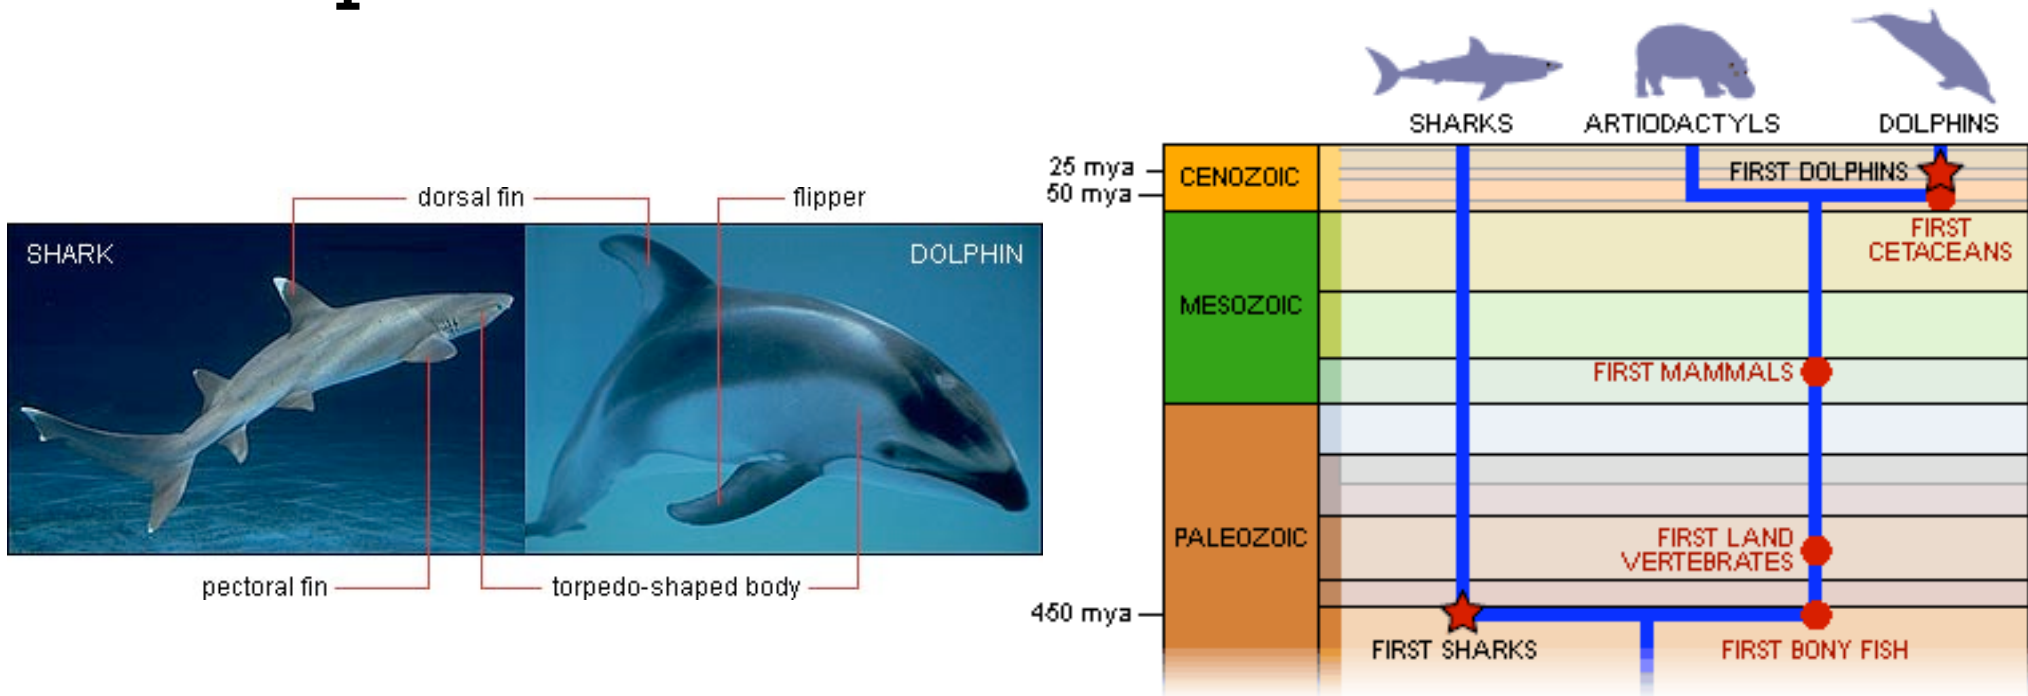 dorsal fin
flipper
SHARK
DOLPHIN
pectoral fin
torpedo-shaped body
SHARKS
ARTIODACTYLS
DOLPHINS
25 mya
50 mya
450 mya
CENOZOIC
MESOZOIC
PALEOZOIC
FIRST DOLPHINS
FIRST
CETACEANS
FIRST MAMMALS
FIRST LAND
VERTEBRATES
FIRST SHARKS
FIRST BONY FISH